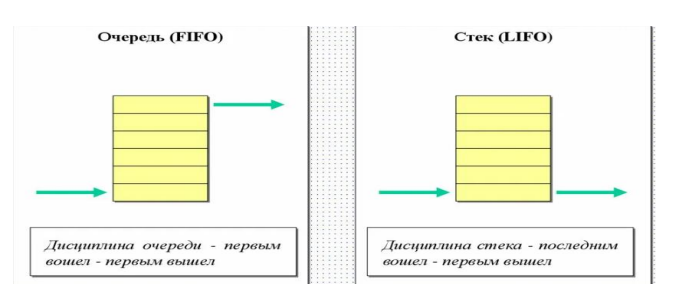 Очередь (FIFO)
Дисциплина очереди - первым
вошел - первым вышел
Стек (LIFO)
Дисциплина стека - последним
вошел - первым вышел